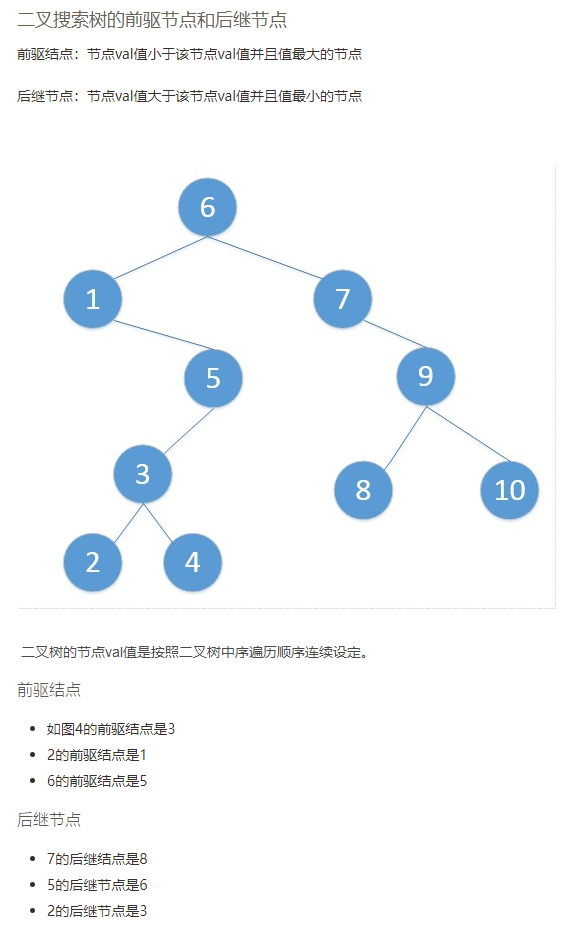 二叉搜索树的前驱节点和后继节点
前驱结点：节点val值小于该节点val值并且值最大的节点
后继节点：节点val值大于该节点val值并且值最小的节点
6
1
7
5
9
3
8
10
2
4
二叉树的节点val值是按照二叉树中序遍历顺序连续设定。
前驱结点
如图4的前驱结点是3
2的前驱结点是1
6的前驱结点是5
后继节点
7的后继结点是8
5的后继节点是6
2的后继节点是3